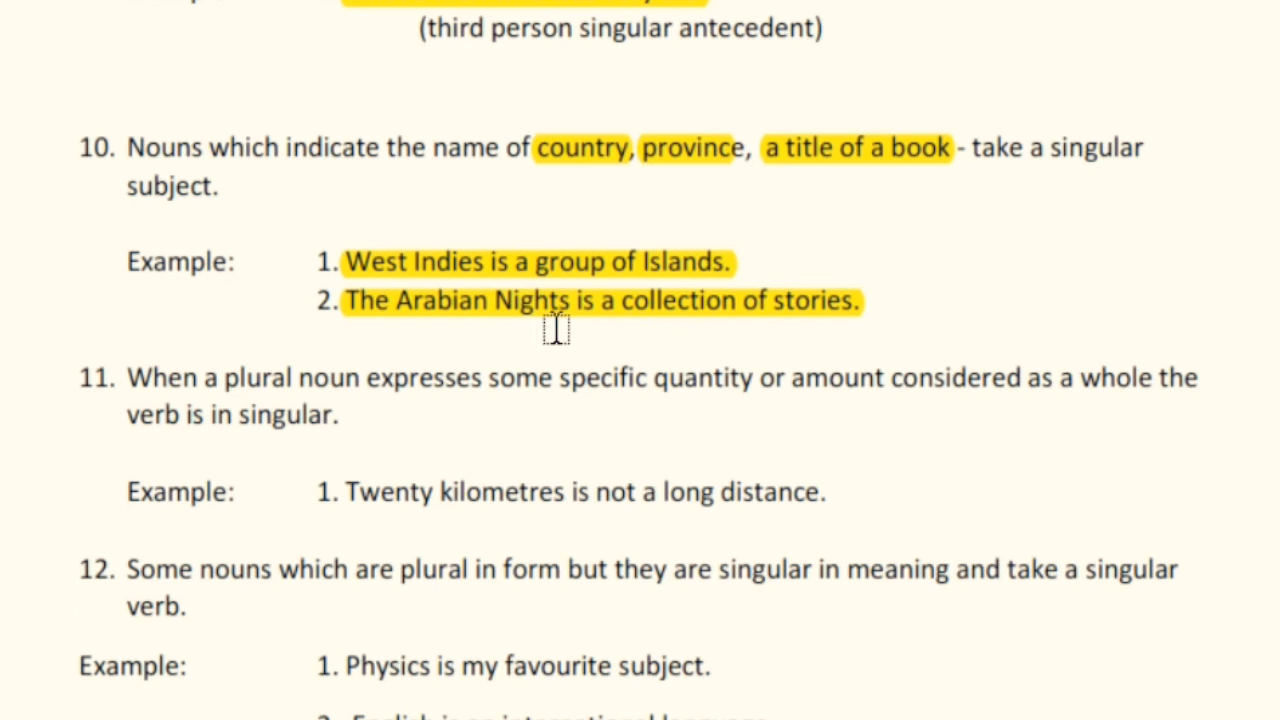 (third person singular antecedent)
10. Nouns which indicate the name of country, province, a title of a book - take a singular
subject.
Example: 1. West Indies is a group of Islands.
2. The Arabian Nights is a collection of stories.
11. When a plural noun expresses some specific quantity or amount considered as a whole the
verb is in singular.
Example: 1. Twenty kilometres is not a long distance.
12. Some nouns which are plural in form but they are singular in meaning and take a singular
verb.
Example: 1. Physics is my favourite subject.